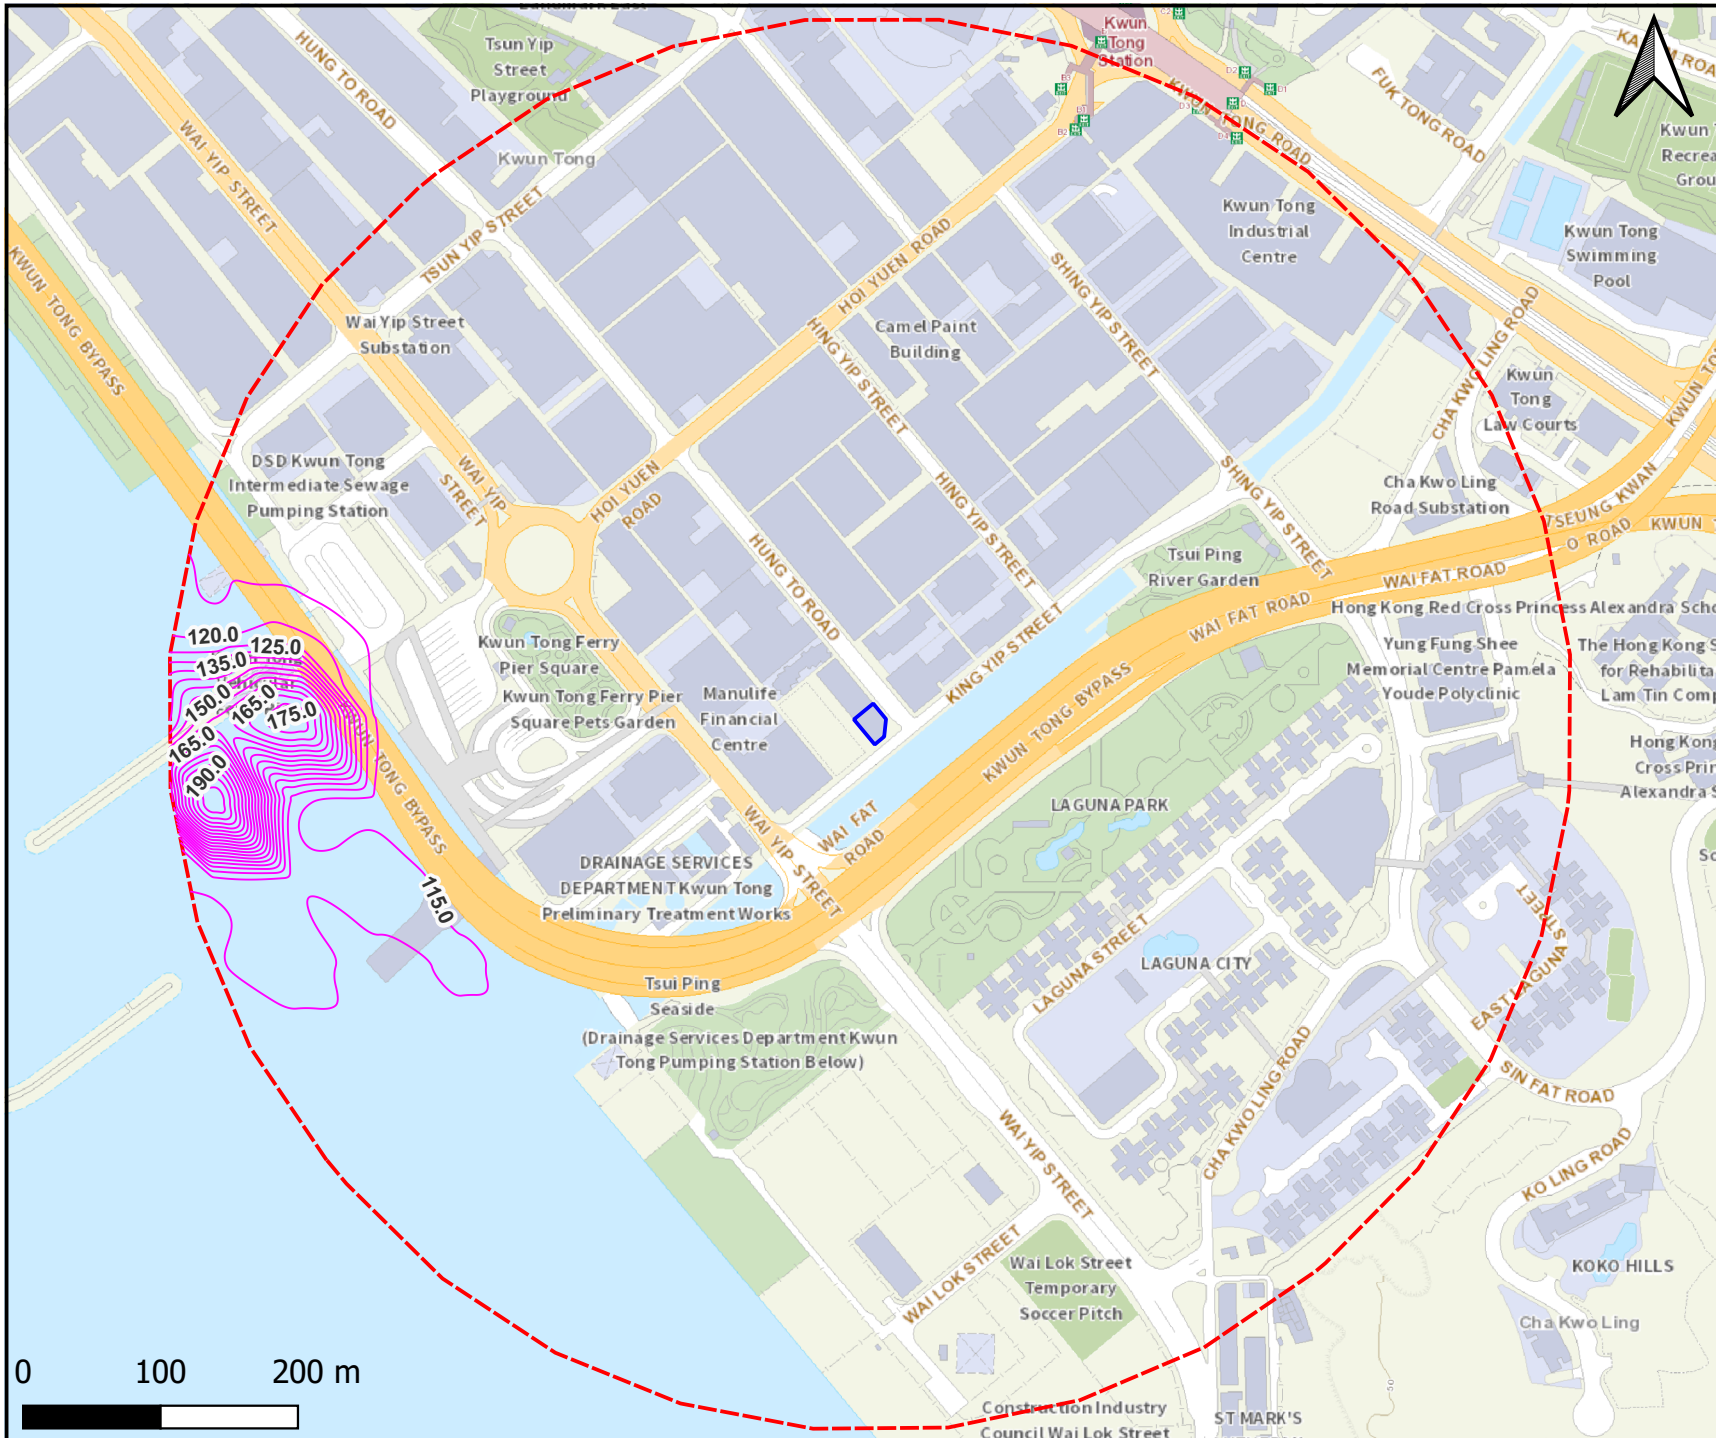 Kwun
Tong
Station
Tsun Yip
Street
Playground
HUNG TO ROAD
WAI YIP STREET
Kwun Tong
TSUN YIP STREET
B3
B1
B2
C2
D2
D1
D
D3
D4
KWUN TONG ROAD
FUK TONG ROAD
Kwun Tong
Industrial
Centre
Kwun Tong
Swimming
Pool
KWUN TONG BYPASS
Wai Yip Street
Substation
HOI YUEN ROAD
Camel Paint
Building
SHING YIP STREET
HING YIP STREET
CHA KWO LING ROAD
Kwun
Tong
Law Courts
DSD Kwun Tong
Intermediate Sewage
Pumping Station
WAI YIP
STREET
HOI YUEN
ROAD
HING YIP STREET
SHING YIP STREET
Cha Kwo Ling
Road Substation
TSEUNG KWAN
O ROAD
HUNG TO ROAD
Tsui Ping
River Garden
WAI FAT ROAD
WAI FAT ROAD
KING YIP STREET
Hong Kong Red Cross Princess Alexandra Scho
120.0
125.0
135.0
150.0
165.0
175.0
165.0
190.0
115.0
Kwun Tong Ferry
Pier Square
Kwun Tong Ferry Pier
Square Pets Garden
Manulife
Financial
Centre
Yung Fung Shee
Memorial Centre Pamela
Youde Polyclinic
The Hong Kong S
for Rehabilita
Lam Tin Comp
KWUN TONG BYPASS
KWUN TONG BYPASS
Hong Kong
Cross Prin
Alexandra S
LAGUNA PARK
WAI FAT
ROAD
WAI YIP STREET
DRAINAGE SERVICES
DEPARTMENT Kwun Tong
Preliminary Treatment Works
LAGUNA STREET
LAGUNA CITY
EAST LAGUNA
STREET
Tsui Ping
Seaside
(Drainage Services Department Kwun
Tong Pumping Station Below)
WAI YIP STREET
CHA KWO LING ROAD
SIN FAT ROAD
KO LING ROAD
WAI LOK STREET
Wai Lok Street
Temporary
Soccer Pitch
KOKO HILLS
Cha Kwo Ling
50
Construction Industry
Council Wai Lok Street
ST MARK'S
0 100 200 m